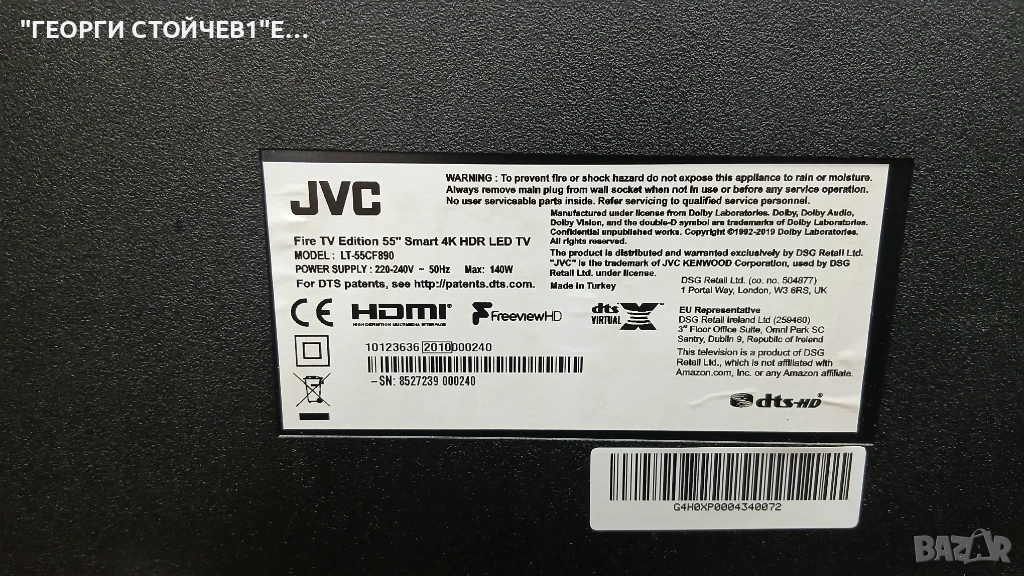 "ГЕОРГИ СТОЙЧЕВ1"Е...
JVC
WARNING : To prevent fire or shock hazard do not expose this appliance to rain or moisture.
Always remove main plug from wall socket when not in use or before any service operation.
No user serviceable parts inside. Refer servicing to qualified service personnel.
Manufactured under license from Dolby Laboratories. Dolby, Dolby Audio,
Dolby Vision, and the double-D symbol are trademarks of Dolby Laboratories.
Confidential unpublished works. Copyright ©1992-2019 Dolby Laboratories.
All rights reserved.
The product is distributed and warranted exclusively by DSG Retail Ltd.
"JVC" is the trademark of JVC KENWOOD Corporation, used by DSG
Retail Ltd. under license.
Made in Turkey
Fire TV Edition 55" Smart 4K HDR LED TV
MODEL : LT-55CF890
POWER SUPPLY : 220-240V ~ 50Hz Max: 140W
For DTS patents, see http://patents.dts.com.
DSG Retail Ltd. (co. no. 504877)
1 Portal Way, London, W3 6RS, UK
EU Representative
DSG Retail Ireland Ltd (259460)
3rd Floor Office Suite, Omni Park SC
Santry, Dublin 9, Republic of Ireland
This television is a product of DSG
Retail Ltd., which is not affiliated with
Amazon.com, Inc. or any Amazon affiliate.
CE HDMI FreeviewHD dts VIRTUAL X
HIGH-DEFINITION MULTIMEDIA INTERFACE
10123636 2010 000240
-SN: 8527239 000240
dts-HD
G4H0XP0004340072
BAZAR